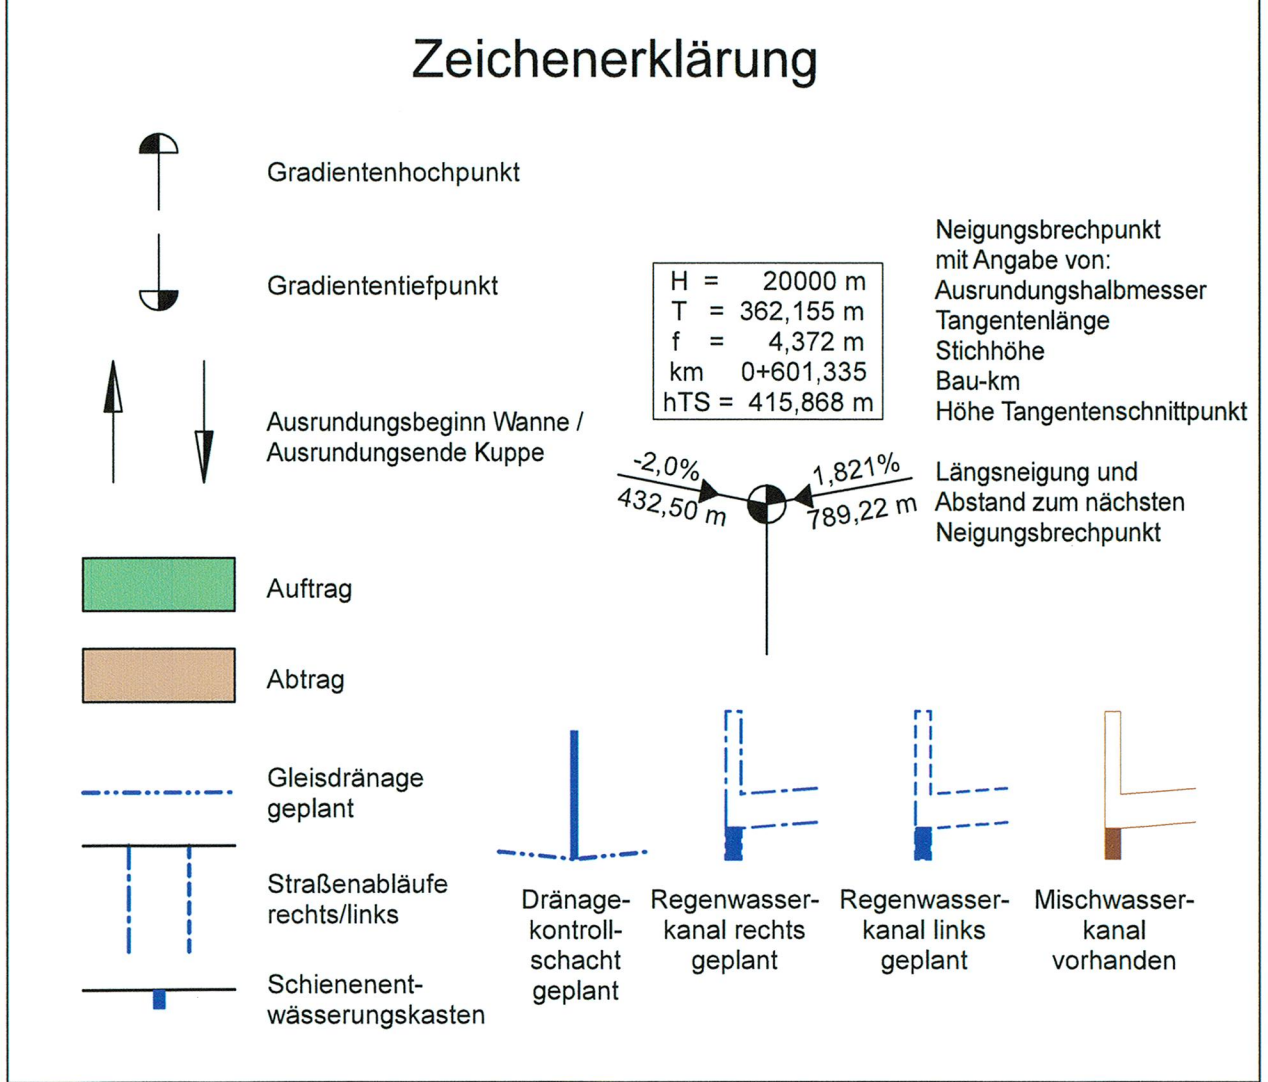 Zeichenerklärung
Gradientenhochpunkt
Gradiententiefpunkt
Ausrundungsbeginn Wanne /
Ausrundungsende Kuppe
Auftrag
Abtrag
Gleisdränage
geplant
Straßenabläufe
rechts/links
Schienenent-
wässerungskasten
H = 20000 m
T = 362,155 m
f = 4,372 m
km 0+601,335
hTS = 415,868 m
Neigungsbrechpunkt
mit Angabe von:
Ausrundungshalbmesser
Tangentenlänge
Stichhöhe
Bau-km
Höhe Tangentenschnittpunkt
-2,0%
432,50 m
1,821%
789,22 m
Längsneigung und
Abstand zum nächsten
Neigungsbrechpunkt
Dränage-
kontroll-
schacht
geplant
Regenwasser-
kanal rechts
geplant
Regenwasser-
kanal links
geplant
Mischwasser-
kanal
vorhanden